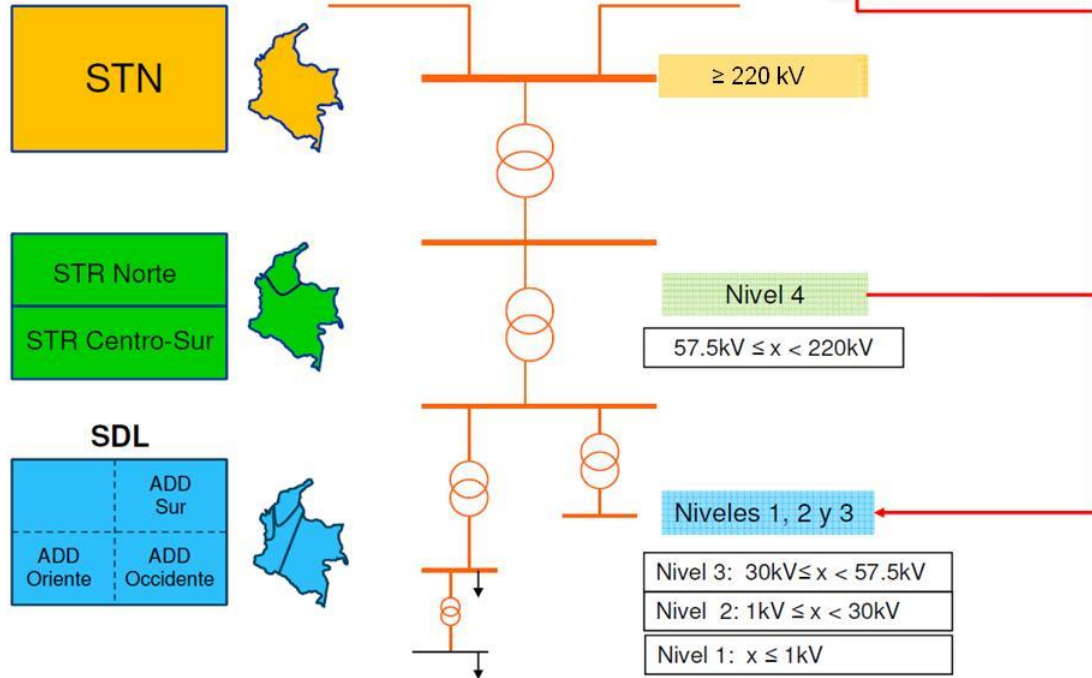 STN
≥ 220 kV
STR Norte
STR Centro-Sur
Nivel 4
57.5kV ≤ x < 220kV
SDL
ADD
Sur
ADD
Oriente
ADD
Occidente
Niveles 1, 2 y 3
Nivel 3: 30kV≤ x < 57.5kV
Nivel 2: 1kV ≤ x < 30kV
Nivel 1: x ≤ 1kV